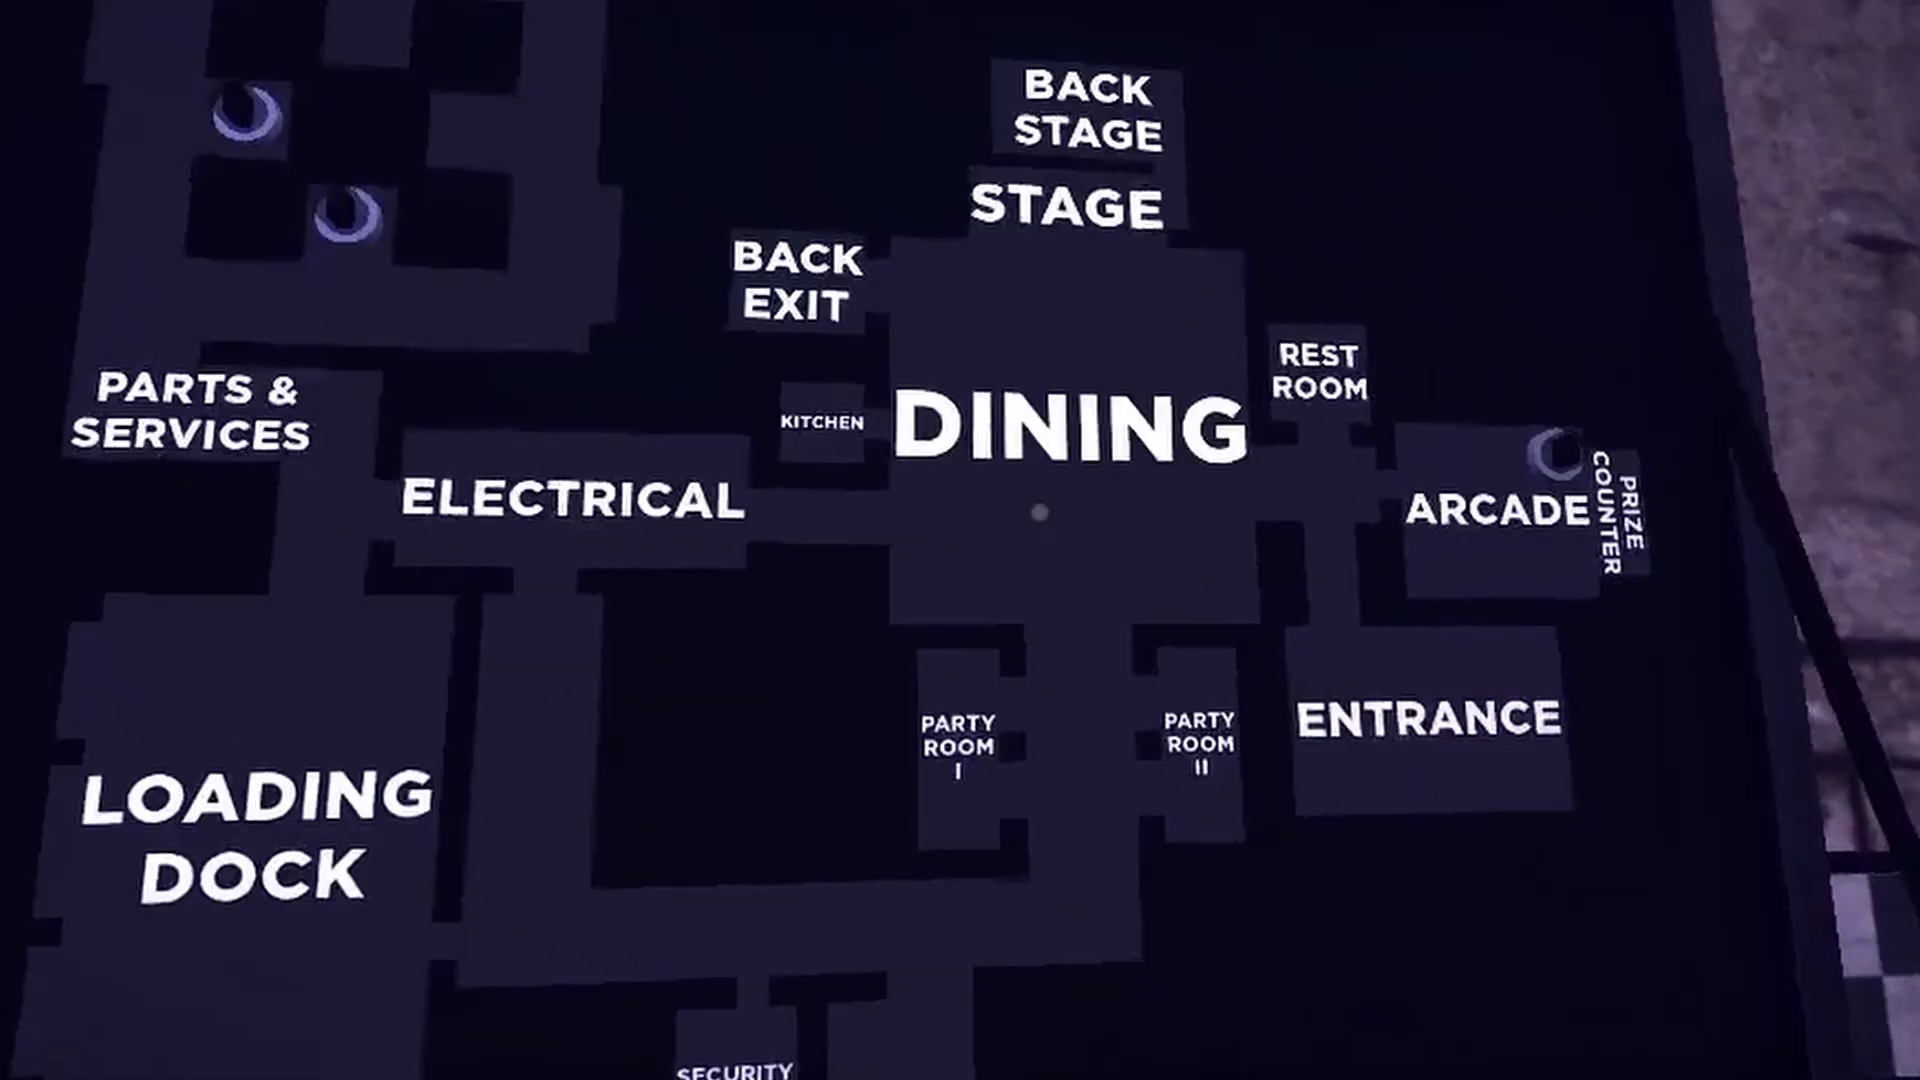 BACK
STAGE
STAGE
BACK
EXIT
REST
ROOM
PARTS &
SERVICES
KITCHEN
DINING
ELECTRICAL
ARCADE
PRIZE
COUNTER
PARTY
ROOM
I
PARTY
ROOM
II
ENTRANCE
LOADING
DOCK
SECURITY